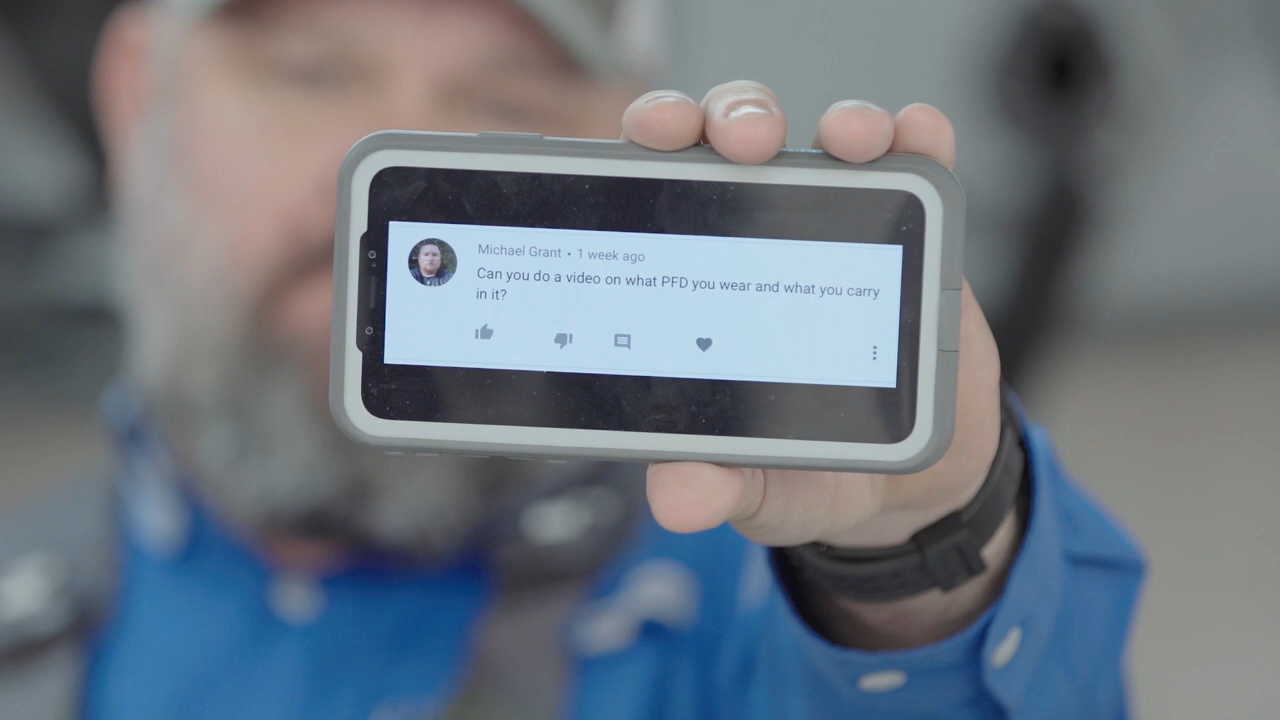 Michael Grant • 1 week ago
Can you do a video on what PFD you wear and what you carry
in it?